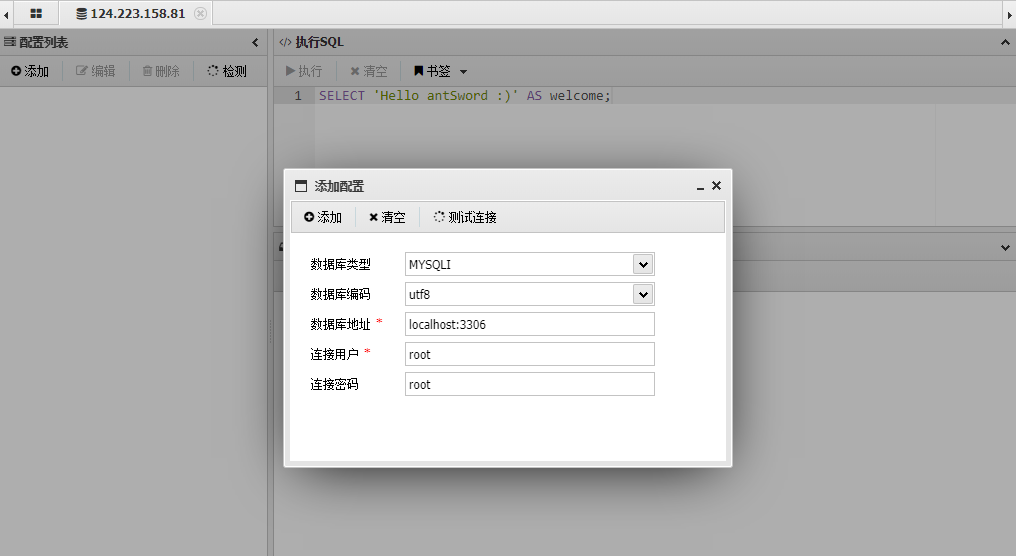 124.223.158.81
配置列表
添加 编辑 删除 检测
执行SQL
执行 清空 书签
1 SELECT 'Hello antSword :)' AS welcome;
添加配置
添加 清空 测试连接
数据库类型 MYSQLI
数据库编码 utf8
数据库地址 * localhost:3306
连接用户 * root
连接密码 root